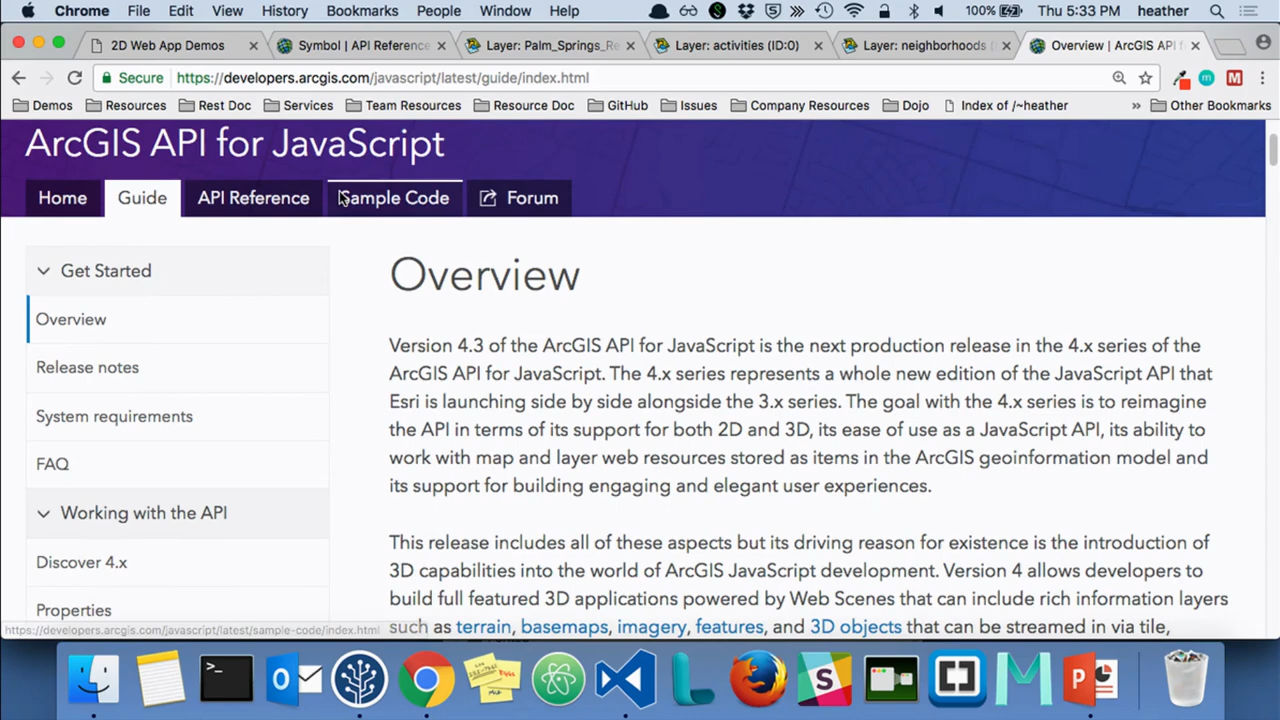 Chrome File Edit View History Bookmarks People Window Help 100% Thu 5:33 PM heather
2D Web App Demos Symbol | API Reference Layer: Palm_Springs_Re Layer: activities (ID:0) Layer: neighborhoods ( Overview | ArcGIS API f
Secure https://developers.arcgis.com/javascript/latest/guide/index.html
Demos Resources Rest Doc Services Team Resources Resource Doc GitHub Issues Company Resources Dojo Index of /~heather » Other Bookmarks
ArcGIS API for JavaScript
Home Guide API Reference Sample Code Forum
Get Started
Overview
Release notes
System requirements
FAQ
Working with the API
Discover 4.x
Properties
Overview
Version 4.3 of the ArcGIS API for JavaScript is the next production release in the 4.x series of the
ArcGIS API for JavaScript. The 4.x series represents a whole new edition of the JavaScript API that
Esri is launching side by side alongside the 3.x series. The goal with the 4.x series is to reimagine
the API in terms of its support for both 2D and 3D, its ease of use as a JavaScript API, its ability to
work with map and layer web resources stored as items in the ArcGIS geoinformation model and
its support for building engaging and elegant user experiences.
This release includes all of these aspects but its driving reason for existence is the introduction of
3D capabilities into the world of ArcGIS JavaScript development. Version 4 allows developers to
build full featured 3D applications powered by Web Scenes that can include rich information layers
such as terrain, basemaps, imagery, features, and 3D objects that can be streamed in via tile,
https://developers.arcgis.com/javascript/latest/sample-code/index.html